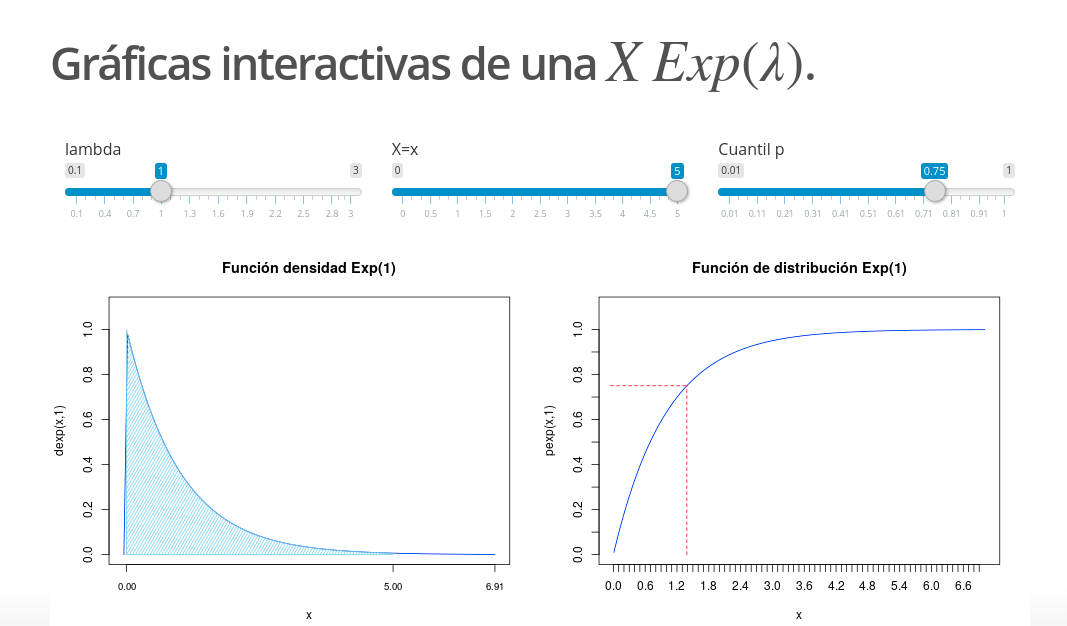 Gráficas interactivas de una X Exp(λ).
lambda X=x Cuantil p
0.1 1 3 0 5 0.01 0.75 1
0.1 0.4 0.7 1 1.3 1.6 1.9 2.2 2.5 2.8 3 0 0.5 1 1.5 2 2.5 3 3.5 4 4.5 5 0.01 0.11 0.21 0.31 0.41 0.51 0.61 0.71 0.81 0.91 1
Función densidad Exp(1)
dexp(x,1)
1.0
0.8
0.6
0.4
0.2
0.0
0.00 5.00 6.91
x
Función de distribución Exp(1)
pexp(x,1)
1.0
0.8
0.6
0.4
0.2
0.0
0.0 0.6 1.2 1.8 2.4 3.0 3.6 4.2 4.8 5.4 6.0 6.6
x